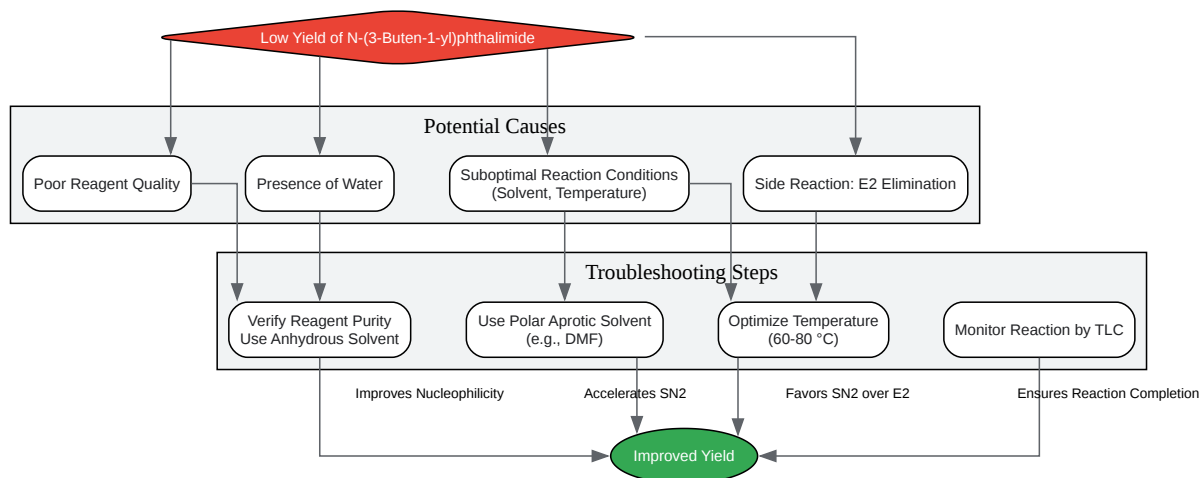 Low Yield of N-(3-Buten-1-yl)phthalimide
Potential Causes
Poor Reagent Quality
Presence of Water
Suboptimal Reaction Conditions
(Solvent, Temperature)
Side Reaction: E2 Elimination
Troubleshooting Steps
Verify Reagent Purity
Use Anhydrous Solvent
Use Polar Aprotic Solvent
(e.g., DMF)
Optimize Temperature
(60-80 °C)
Monitor Reaction by TLC
Improves Nucleophilicity
Accelerates SN2
Favors SN2 over E2
Ensures Reaction Completion
Improved Yield